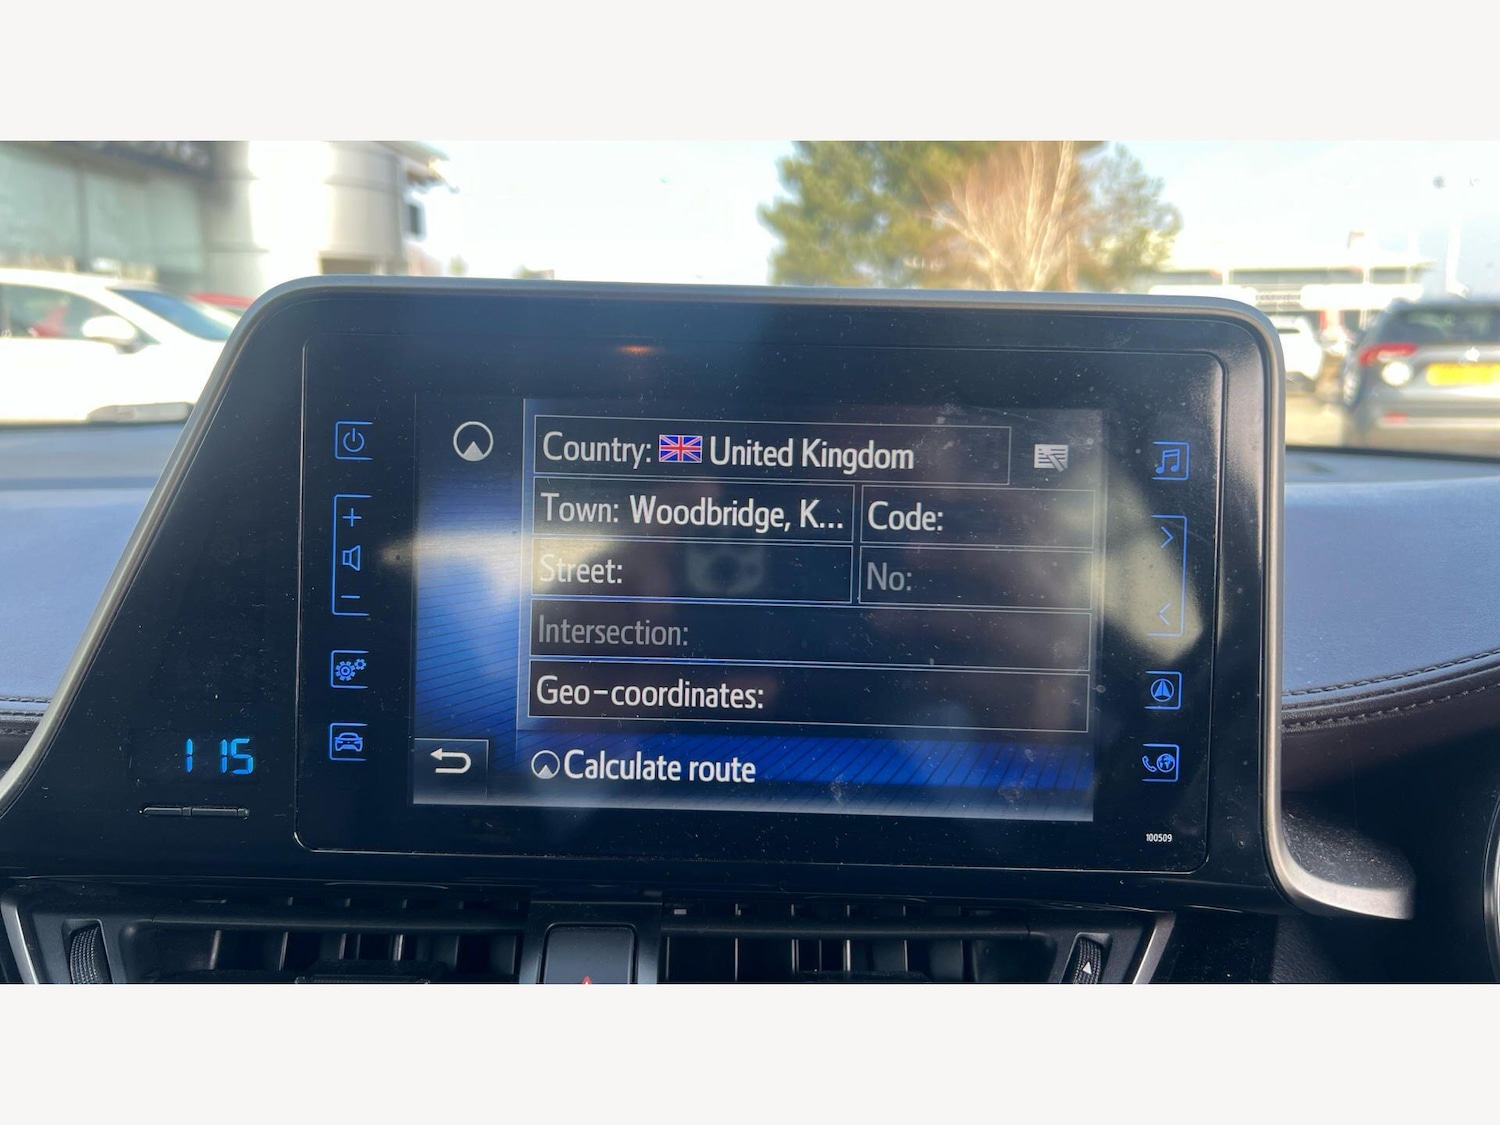 Country: United Kingdom
Town: Woodbridge, K...
Code:
Street:
No:
Intersection:
Geo-coordinates:
Calculate route
1 15
100509